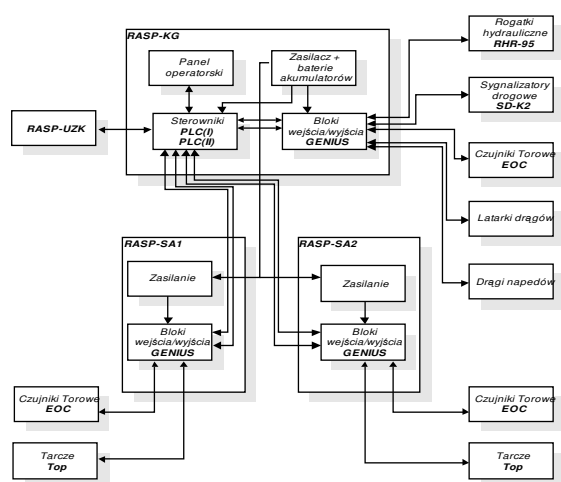 RASP-KG
Rogatki
hydrauliczne
RHR-95
Panel
operatorski
Zasilacz +
baterie
akumulatorów
Sygnalizatory
drogowe
SD-K2
RASP-UZK
Sterowniki
PLC(I)
PLC(II)
Bloki
wejścia/wyjścia
GENIUS
Czujniki Torowe
EOC
Latarki drągów
RASP-SA1
RASP-SA2
Drągi napedów
Zasilanie
Zasilanie
Bloki
wejścia/wyjścia
GENIUS
Bloki
wejścia/wyjścia
GENIUS
Czujniki Torowe
EOC
Czujniki Torowe
EOC
Tarcze
Top
Tarcze
Top